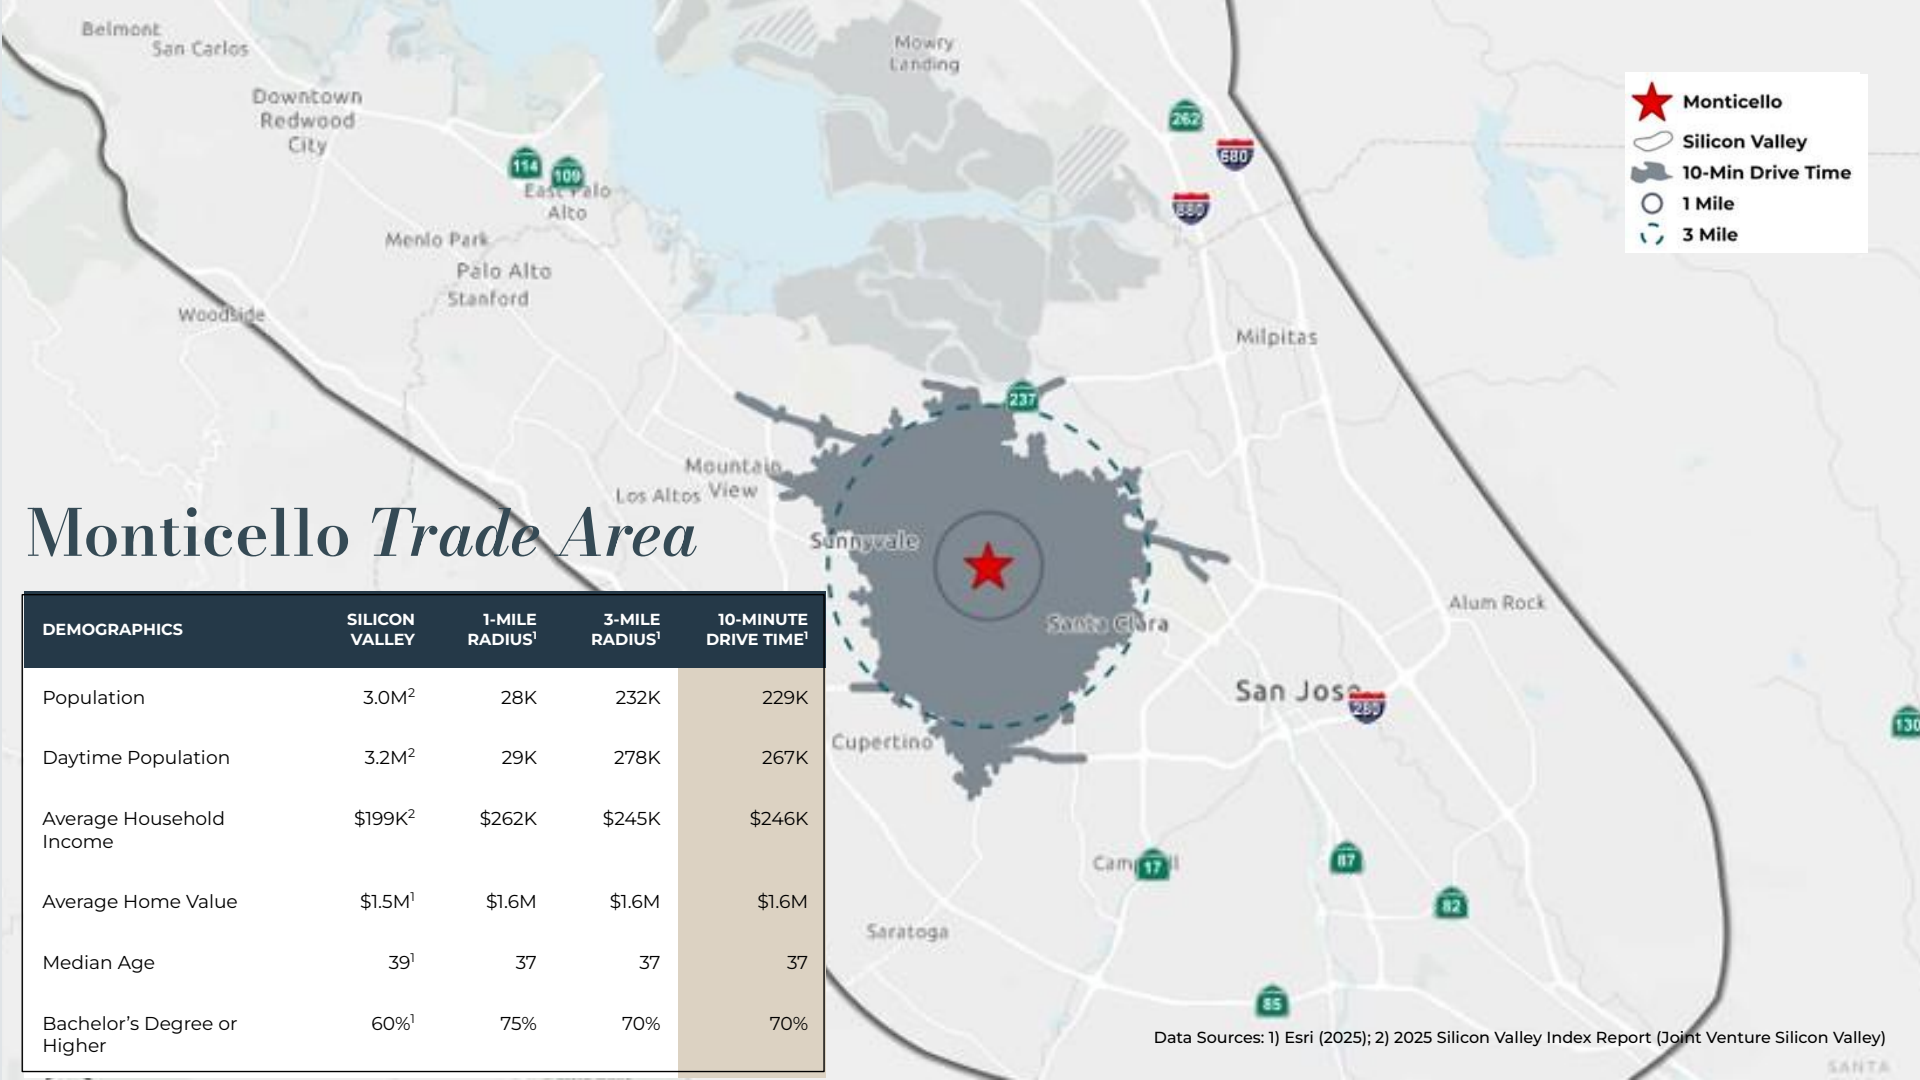 Belmont
San Carlos
Mowry
Landing
Downtown
Redwood
City
262
680
114
109
East Palo
Alto
880
Menlo Park
Palo Alto
Stanford
Woodside
Milpitas
Monticello
Silicon Valley
10-Min Drive Time
1 Mile
3 Mile
237
Mountain
View
Los Altos
Sunnyvale
Santa Clara
Alum Rock
San Jose
280
130
Cupertino
17
87
82
Saratoga
85
SANTA
Monticello Trade Area
DEMOGRAPHICS SILICON VALLEY 1-MILE RADIUS¹ 3-MILE RADIUS¹ 10-MINUTE DRIVE TIME¹
Population 3.0M² 28K 232K 229K
Daytime Population 3.2M² 29K 278K 267K
Average Household Income $199K² $262K $245K $246K
Average Home Value $1.5M¹ $1.6M $1.6M $1.6M
Median Age 39¹ 37 37 37
Bachelor’s Degree or Higher 60%¹ 75% 70% 70%
Data Sources: 1) Esri (2025); 2) 2025 Silicon Valley Index Report (Joint Venture Silicon Valley)